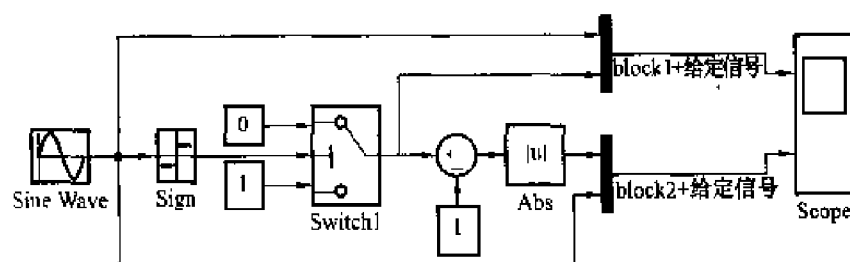 block1+给定信号
0
1
|u|
block2+给定信号
Sine Wave
Sign
Switch1
1
Abs
Scope